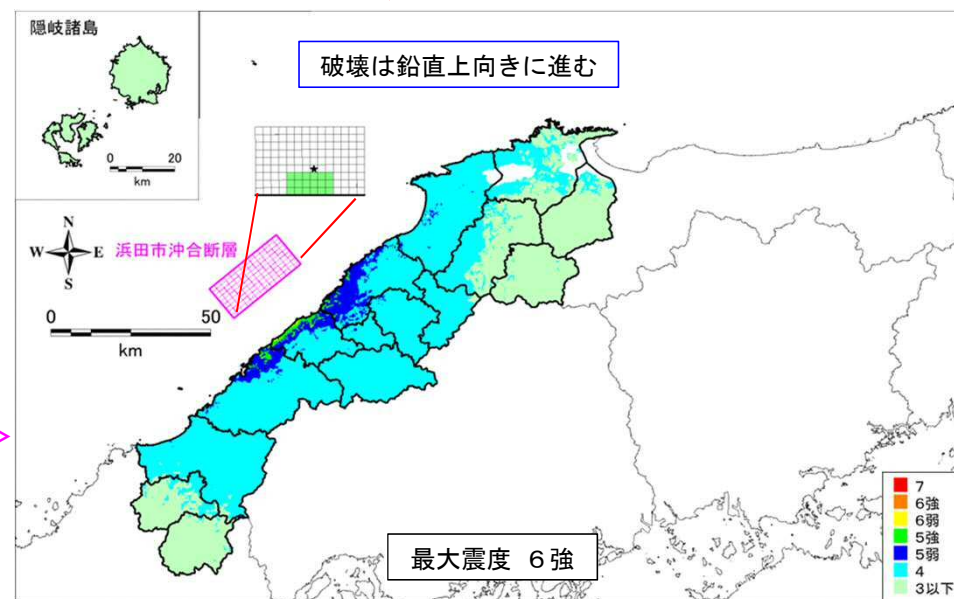 隠岐諸島
0 20
km
破壊は鉛直上向きに進む
N
W E
S
浜田市沖合断層
0 50
km
最大震度 6強
7
6強
6弱
5強
5弱
4
3以下